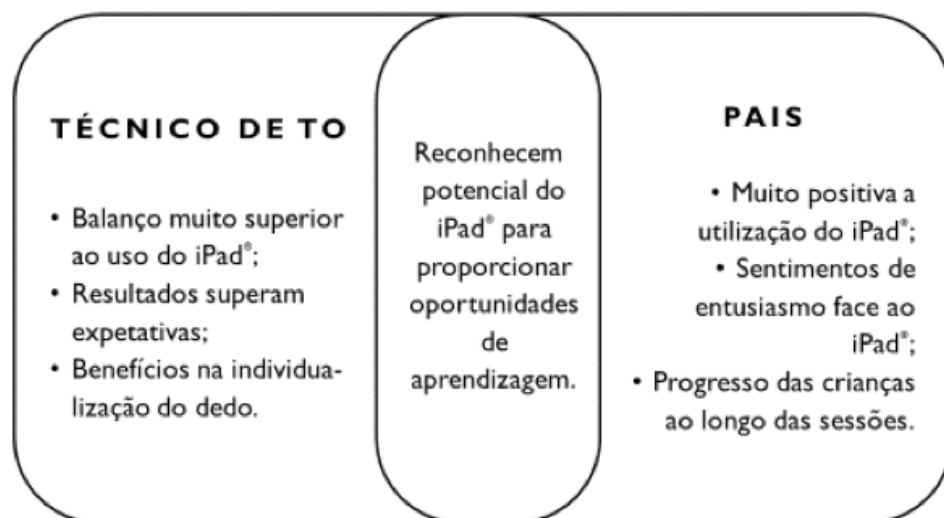 TÉCNICO DE TO
• Balanço muito superior
ao uso do iPad®;
• Resultados superam
expetativas;
• Benefícios na individua-
lização do dedo.
Reconhecem
potencial do
iPad® para
proporcionar
oportunidades
de
aprendizagem.
PAIS
• Muito positiva a
utilização do iPad®;
• Sentimentos de
entusiasmo face ao
iPad®;
• Progresso das crianças
ao longo das sessões.